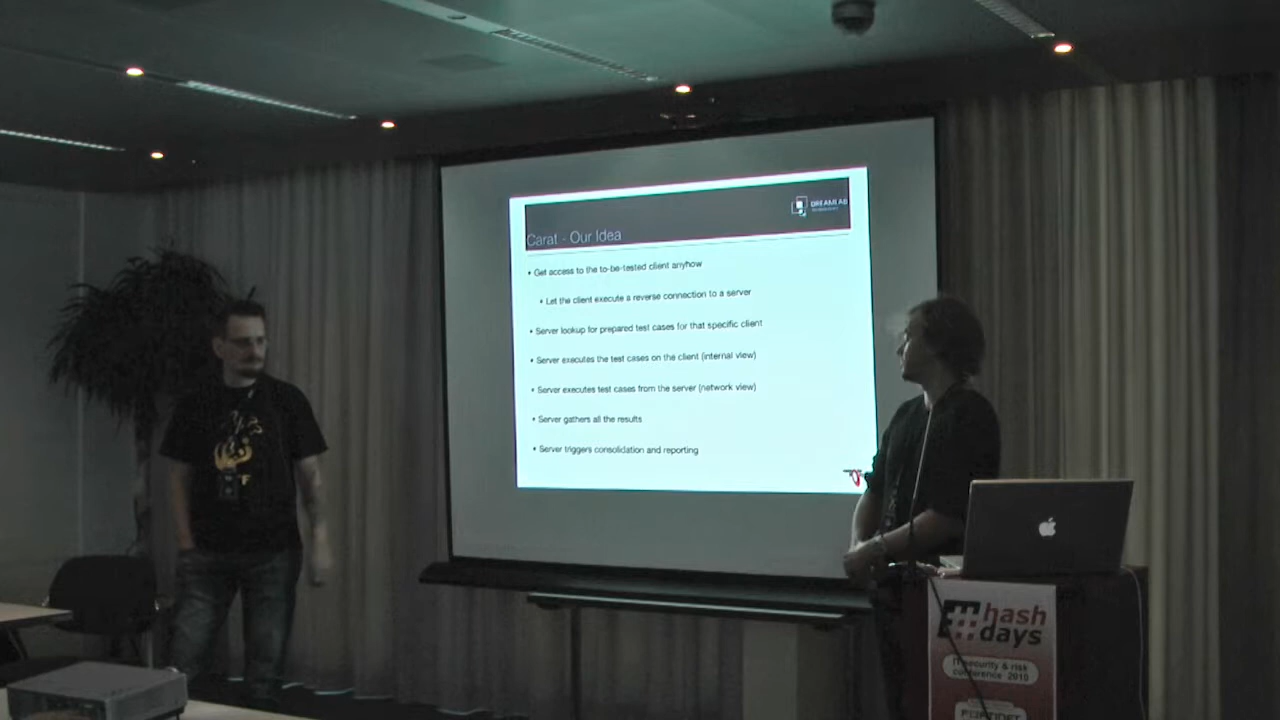 DREAMLAB
Carat - Our Idea
• Get access to the to-be-tested client anyhow
• Let the client execute a reverse connection to a server
• Server lookup for prepared test cases for that specific client
• Server executes the test cases on the client (internal view)
• Server executes test cases from the server (network view)
• Server gathers all the results
• Server triggers consolidation and reporting
hash
days
IT security & risk
conference 2010
FORTINET